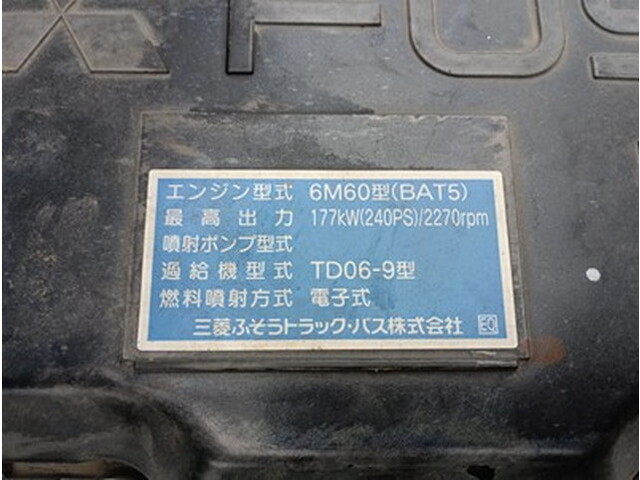 FUS
エンジン型式 6M60型(BAT5)
最高出力 177kW(240PS)/2270rpm
噴射ポンプ型式
過給機型式 TD06-9型
燃料噴射方式 電子式
三菱ふそうトラック・バス株式会社 EO